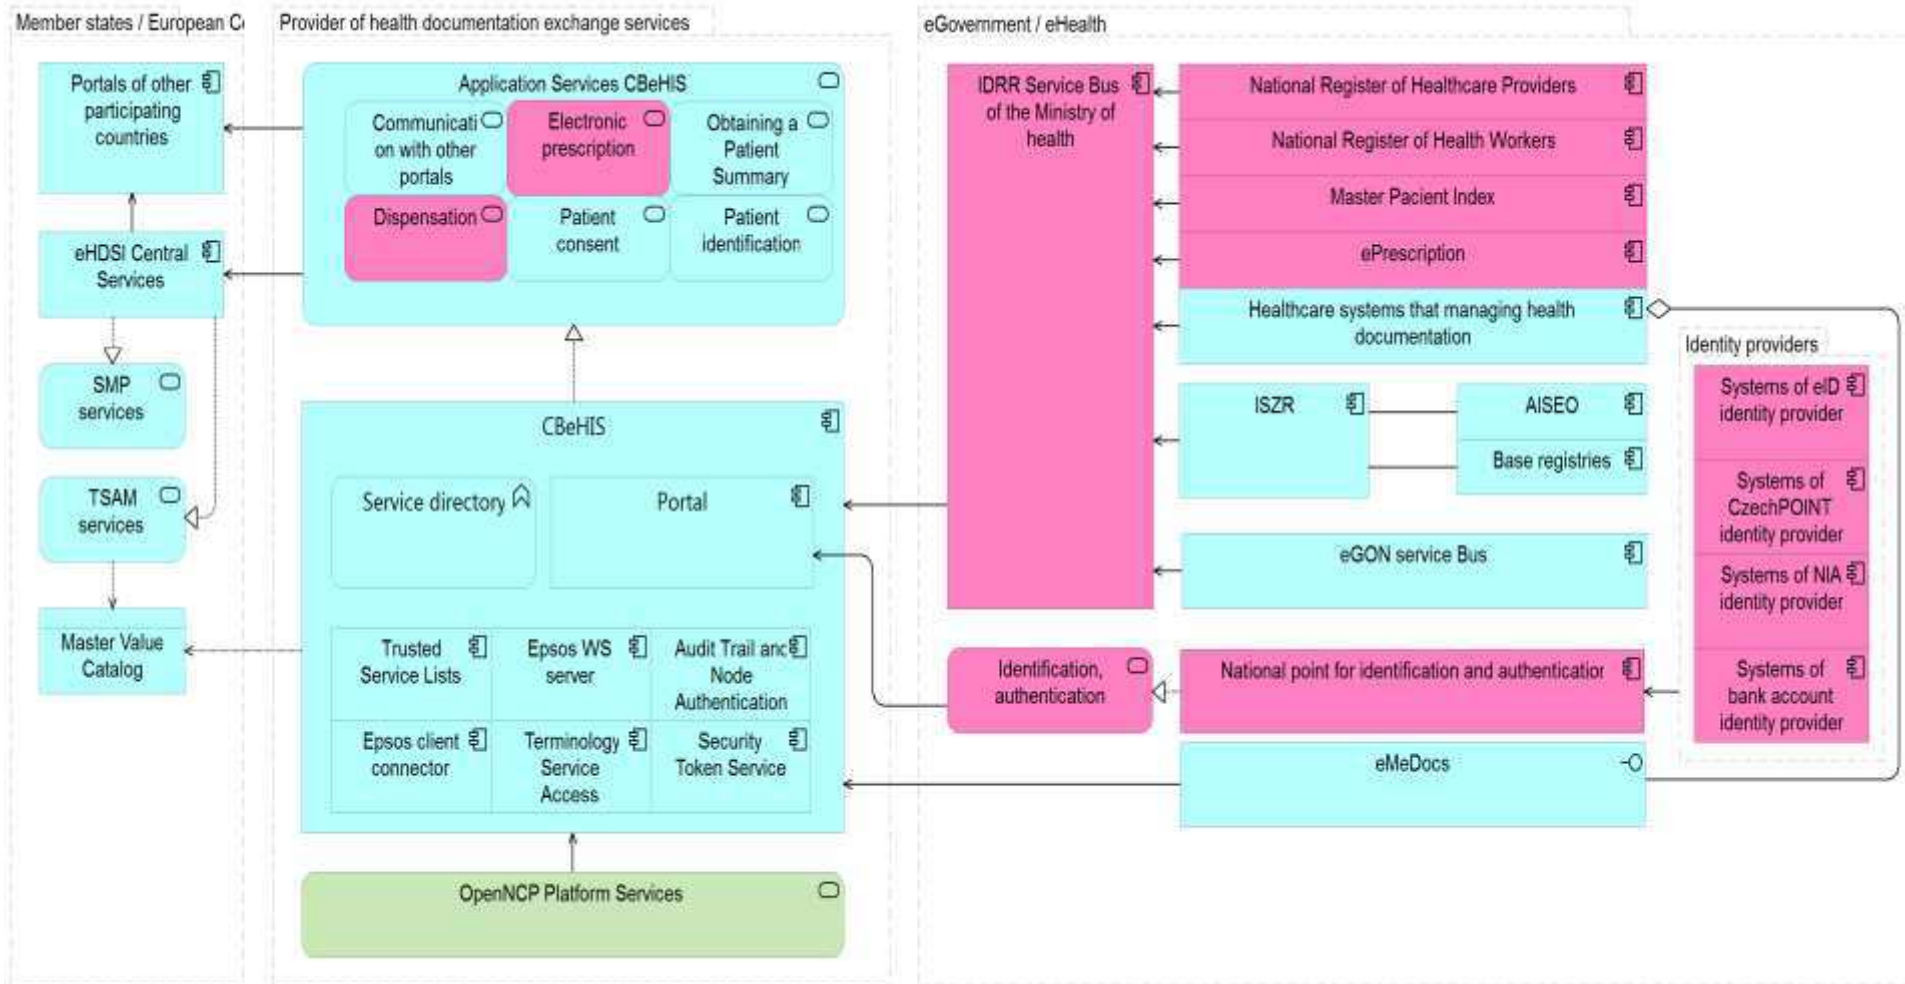 Member states / European C
Provider of health documentation exchange services
eGovernment / eHealth
Portals of other
participating
countries
eHDSI Central
Services
SMP
services
TSAM
services
Master Value
Catalog
Application Services CBeHIS
Communicati
on with other
portals
Electronic
prescription
Obtaining a
Patient
Summary
Dispensation
Patient
consent
Patient
identification
CBeHIS
Service directory
Portal
Trusted
Service Lists
Epsos WS
server
Audit Trail and
Node
Authentication
Epsos client
connector
Terminology
Service
Access
Security
Token Service
OpenNCP Platform Services
IDRR Service Bus
of the Ministry of
health
National Register of Healthcare Providers
National Register of Health Workers
Master Pacient Index
ePrescription
Healthcare systems that managing health
documentation
ISZR
AISEO
Base registries
eGON service Bus
Identification,
authentication
National point for identification and authentication
eMeDocs
Identity providers
Systems of eID
identity provider
Systems of
CzechPOINT
identity provider
Systems of NIA
identity provider
Systems of
bank account
identity provider